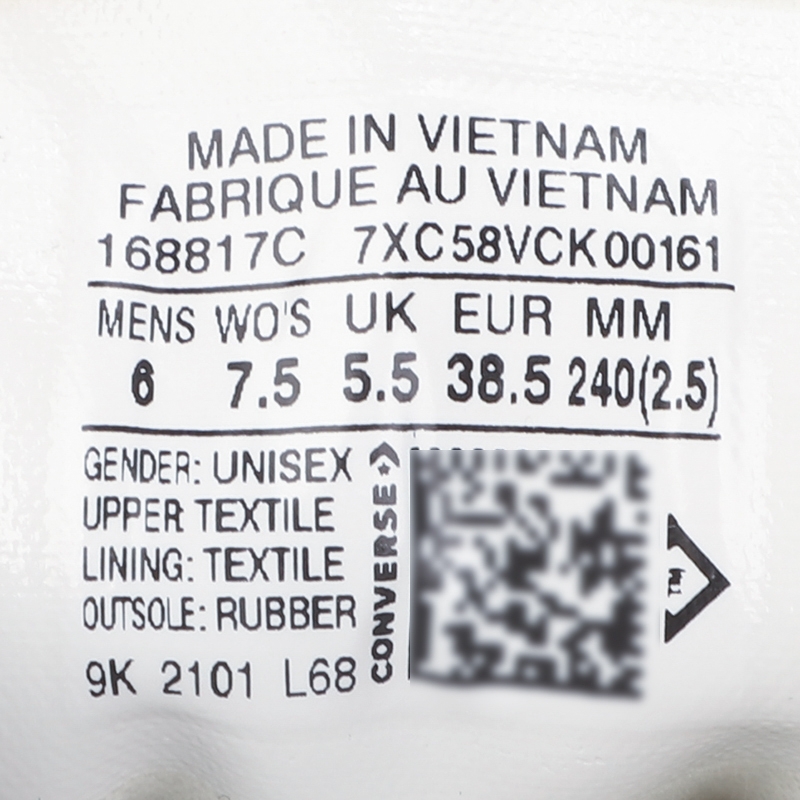 MADE IN VIETNAM
FABRIQUE AU VIETNAM
168817C 7XC58VCK00161
MENS WO'S UK EUR MM
6 7.5 5.5 38.5 240(2.5)
GENDER: UNISEX
UPPER TEXTILE
LINING: TEXTILE
OUTSOLE: RUBBER
9K 2101 L68
CONVERSE
TM